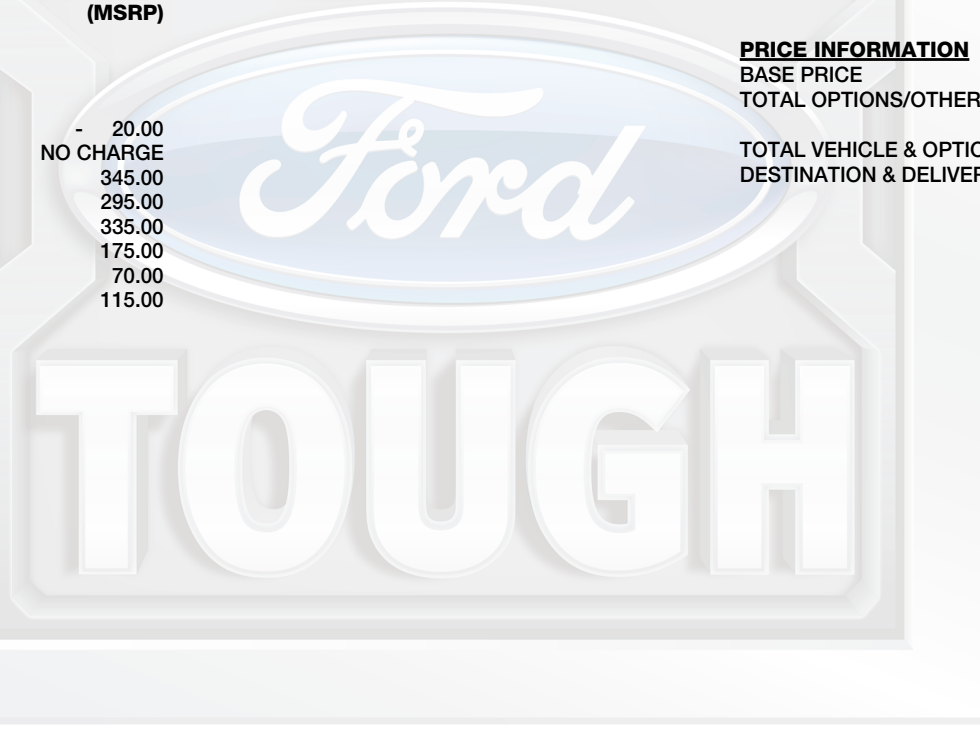 (MSRP)
- 20.00
NO CHARGE
345.00
295.00
335.00
175.00
70.00
115.00
PRICE INFORMATION
BASE PRICE
TOTAL OPTIONS/OTHER
TOTAL VEHICLE & OPTIO
DESTINATION & DELIVER
Ford
TOUGH